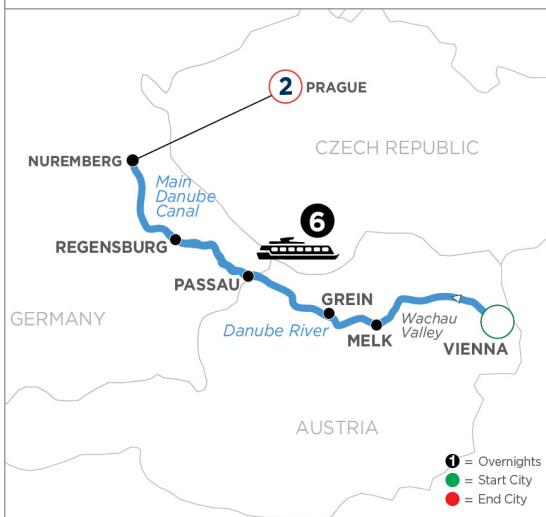 2 PRAGUE
CZECH REPUBLIC
NUREMBERG
Main
Danube
Canal
6
REGENSBURG
PASSAU
GREIN
GERMANY
Danube River
Wachau
Valley
MELK
VIENNA
AUSTRIA
1 = Overnights
= Start City
= End City